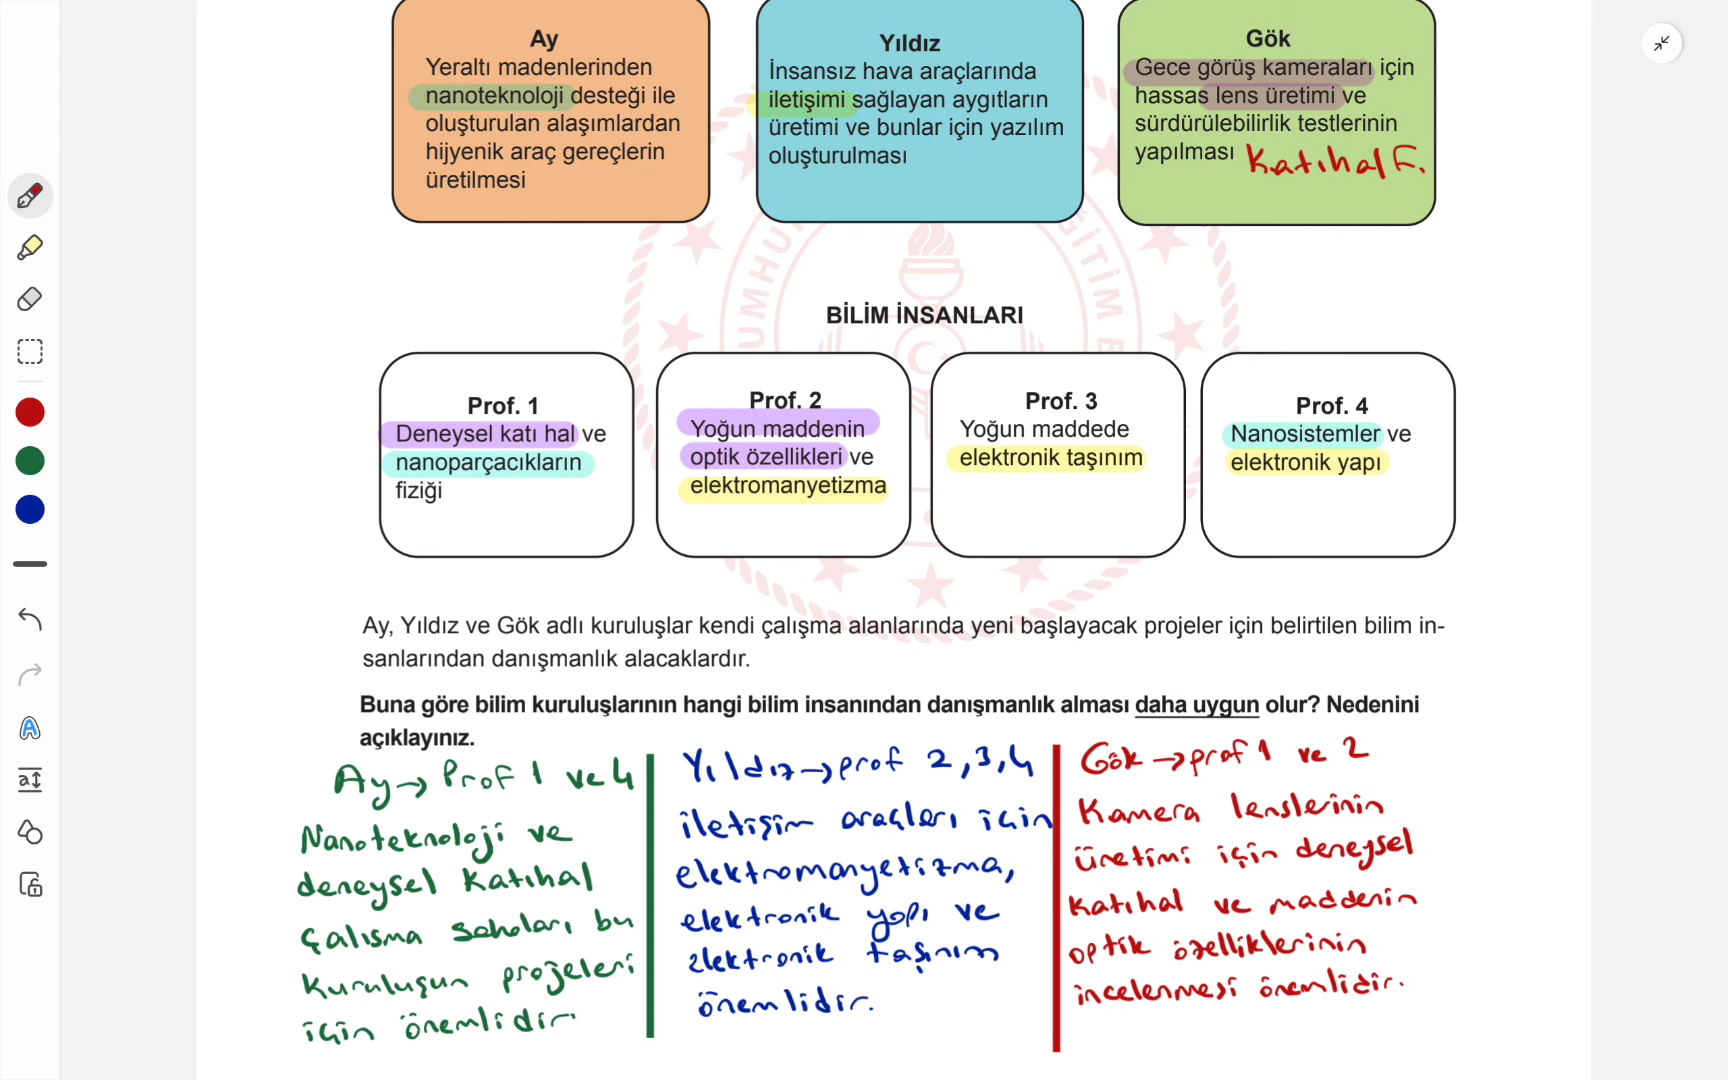 Ay
Yeraltı madenlerinden
nanoteknoloji desteği ile
oluşturulan alaşımlardan
hijyenik araç gereçlerin
üretilmesi
Yıldız
İnsansız hava araçlarında
iletişimi sağlayan aygıtların
üretimi ve bunlar için yazılım
oluşturulması
Gök
Gece görüş kameraları için
hassas lens üretimi ve
sürdürülebilirlik testlerinin
yapılması Katıhal F.
BİLİM İNSANLARI
Prof. 1
Deneysel katı hal ve
nanoparçacıkların
fiziği
Prof. 2
Yoğun maddenin
optik özellikleri ve
elektromanyetizma
Prof. 3
Yoğun maddede
elektronik taşınım
Prof. 4
Nanosistemler ve
elektronik yapı
Ay, Yıldız ve Gök adlı kuruluşlar kendi çalışma alanlarında yeni başlayacak projeler için belirtilen bilim in-
sanlarından danışmanlık alacaklardır.
Buna göre bilim kuruluşlarının hangi bilim insanından danışmanlık alması daha uygun olur? Nedenini
açıklayınız.
Ay → Prof 1 ve 4
Nanoteknoloji ve
deneysel katıhal
çalışma sahaları bu
kuruluşun projeleri
için önemlidir.
Yıldız → prof 2,3,4
iletişim araçları için
elektromanyetizma,
elektronik yapı ve
elektronik taşınım
önemlidir.
Gök → prof 1 ve 2
Kamera lenslerinin
üretimi için deneysel
katıhal ve maddenin
optik özelliklerinin
incelenmesi önemlidir.
UMHU
ĞİTİM B